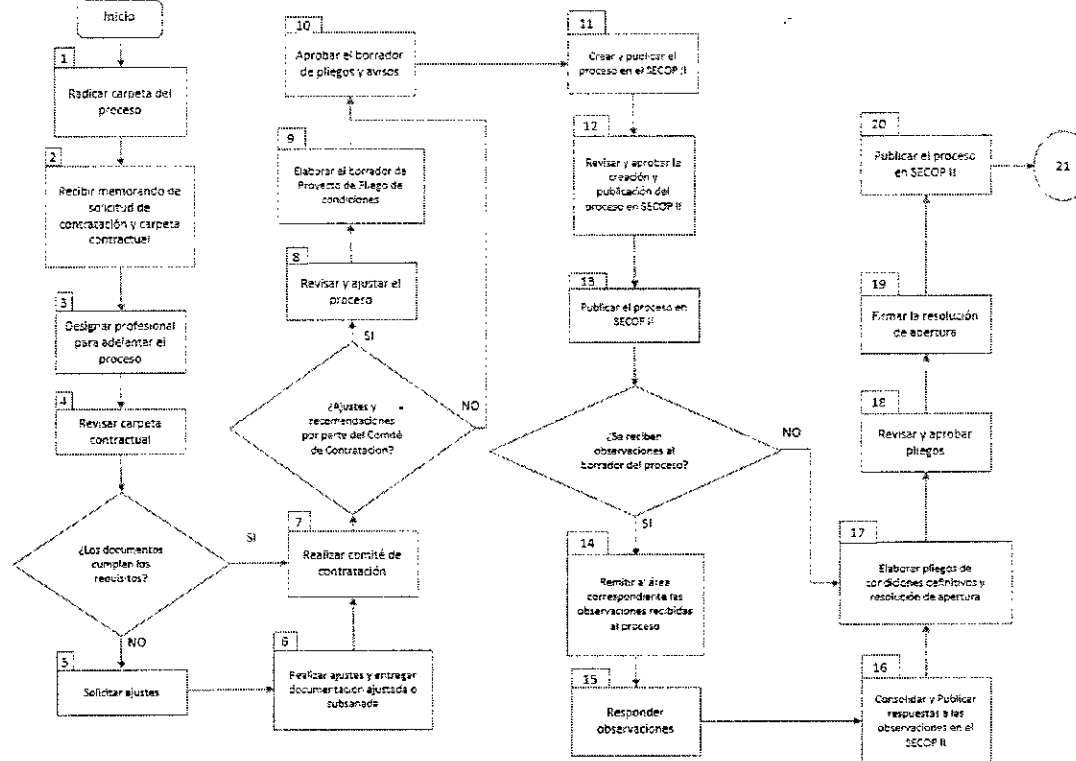 Inicio
1
Radicar carpeta del
proceso
2
Recibir memorando de
solicitud de
contratación y carpeta
contractual
3
Designar profesional
para adelantar el
proceso
4
Revisar carpeta
contractual
¿Los documentos
cumplen los
requisitos?
SI
NO
5
Solicitar ajustes
6
Realizar ajustes y entregar
documentación ajustada o
subsanada
7
Realizar comité de
contratación
¿Ajustes y
recomendaciones
por parte del Comité
de Contratacion?
SI
NO
8
Revisar y ajustar el
proceso
9
Elaborar el borrador de
Proyecto de Pliego de
condiciones
10
Aprobar el borrador
de pliegos y avisos
11
Crear y publicar el
proceso en el SECOP II
12
Revisar y aprobar la
creación y
publicación del
proceso en SECOP II
13
Publicar el proceso en
SECOP II
¿Se reciben
observaciones al
borrador del proceso?
NO
SI
14
Remitir al área
correspondiente las
observaciones recibidas
al proceso
15
Responder
observaciones
16
Consolidar y Publicar
respuestas a las
observaciones en el
SECOP II
17
Elaborar pliegos de
condiciones definitivos y
resolución de apertura
18
Revisar y aprobar
pliegos
19
Firmar la resolución
de apertura
20
Publicar el proceso
en SECOP II
21